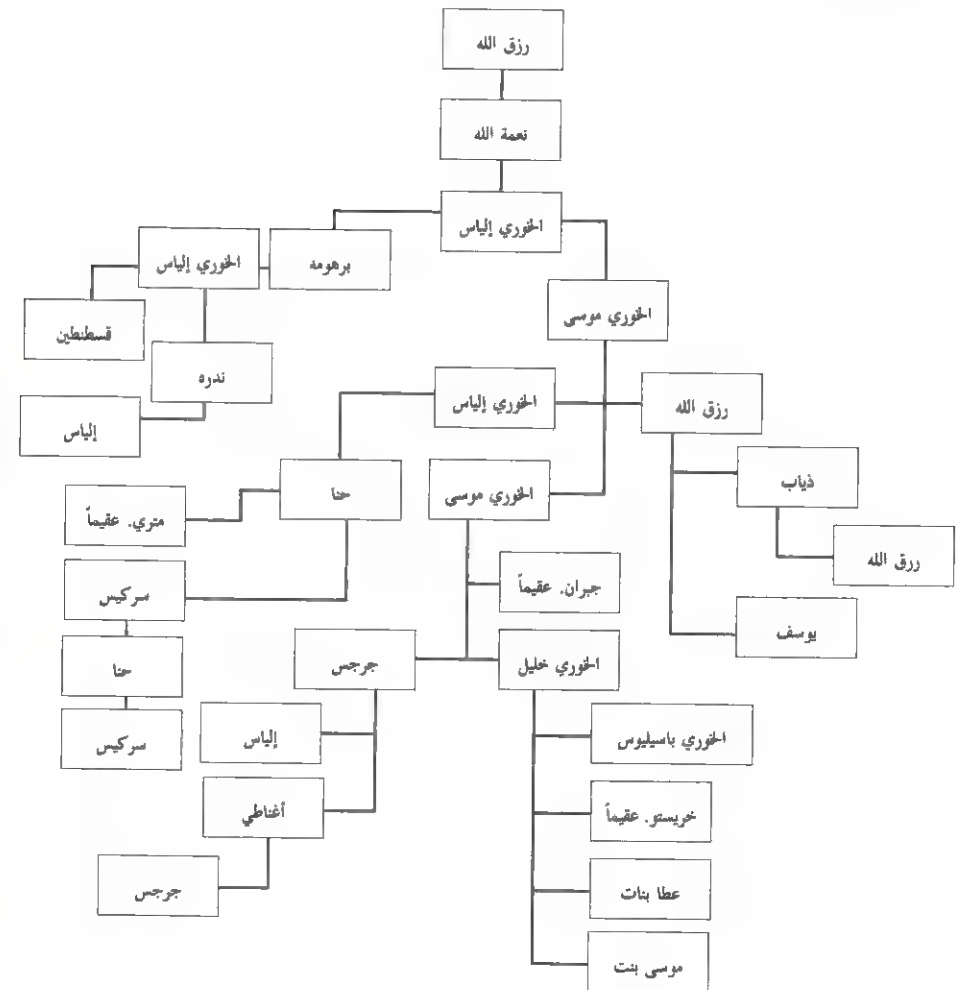 رزق الله
نعمة الله
الخوري إلياس
برهومه
الخوري إلياس
قسطنطين
ندره
إلياس
الخوري موسى
رزق الله
الخوري إلياس
ذياب
رزق الله
يوسف
حنا
متري. عقيماً
سركيس
حنا
سركيس
الخوري موسى
جبران. عقيماً
الخوري خليل
جرجس
إلياس
أغناطي
جرجس
الخوري باسيليوس
خريستو. عقيماً
عطا بنات
موسى بنت